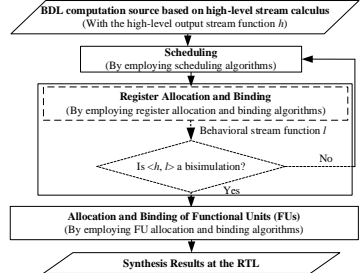 BDL computation source based on high-level stream calculus
(With the high-level output stream function h)
Scheduling
(By employing scheduling algorithms)
Register Allocation and Binding
(By employing register allocation and binding algorithms)
Behavioral stream function l
Is <h, l> a bisimulation?
No
Yes
Allocation and Binding of Functional Units (FUs)
(By employing FU allocation and binding algorithms)
Synthesis Results at the RTL